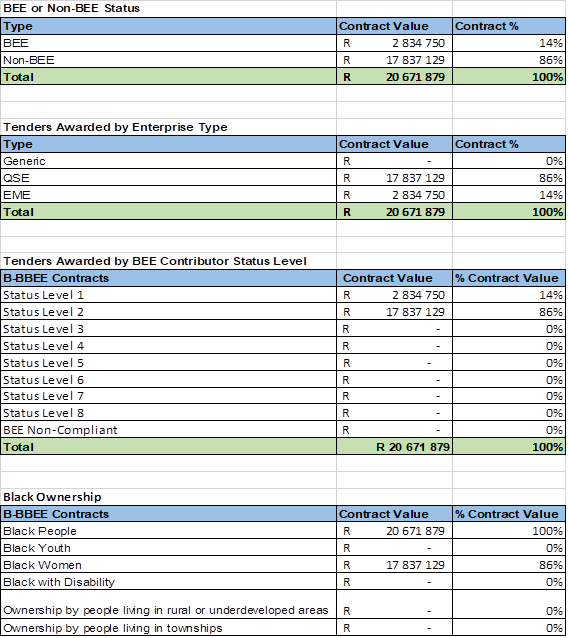 BEE or Non-BEE Status
Type Contract Value Contract %
BEE R 2 834 750 14%
Non-BEE R 17 837 129 86%
Total R 20 671 879 100%
Tenders Awarded by Enterprise Type
Type Contract Value Contract %
Generic R - 0%
QSE R 17 837 129 86%
EME R 2 834 750 14%
Total R 20 671 879 100%
Tenders Awarded by BEE Contributor Status Level
B-BBEE Contracts Contract Value % Contract Value
Status Level 1 R 2 834 750 14%
Status Level 2 R 17 837 129 86%
Status Level 3 R - 0%
Status Level 4 R - 0%
Status Level 5 R - 0%
Status Level 6 R - 0%
Status Level 7 R - 0%
Status Level 8 R - 0%
BEE Non-Compliant R - 0%
Total R 20 671 879 100%
Black Ownership
B-BBEE Contracts Contract Value % Contract Value
Black People R 20 671 879 100%
Black Youth R - 0%
Black Women R 17 837 129 86%
Black with Disability R - 0%
Ownership by people living in rural or underdeveloped areas R - 0%
Ownership by people living in townships R - 0%